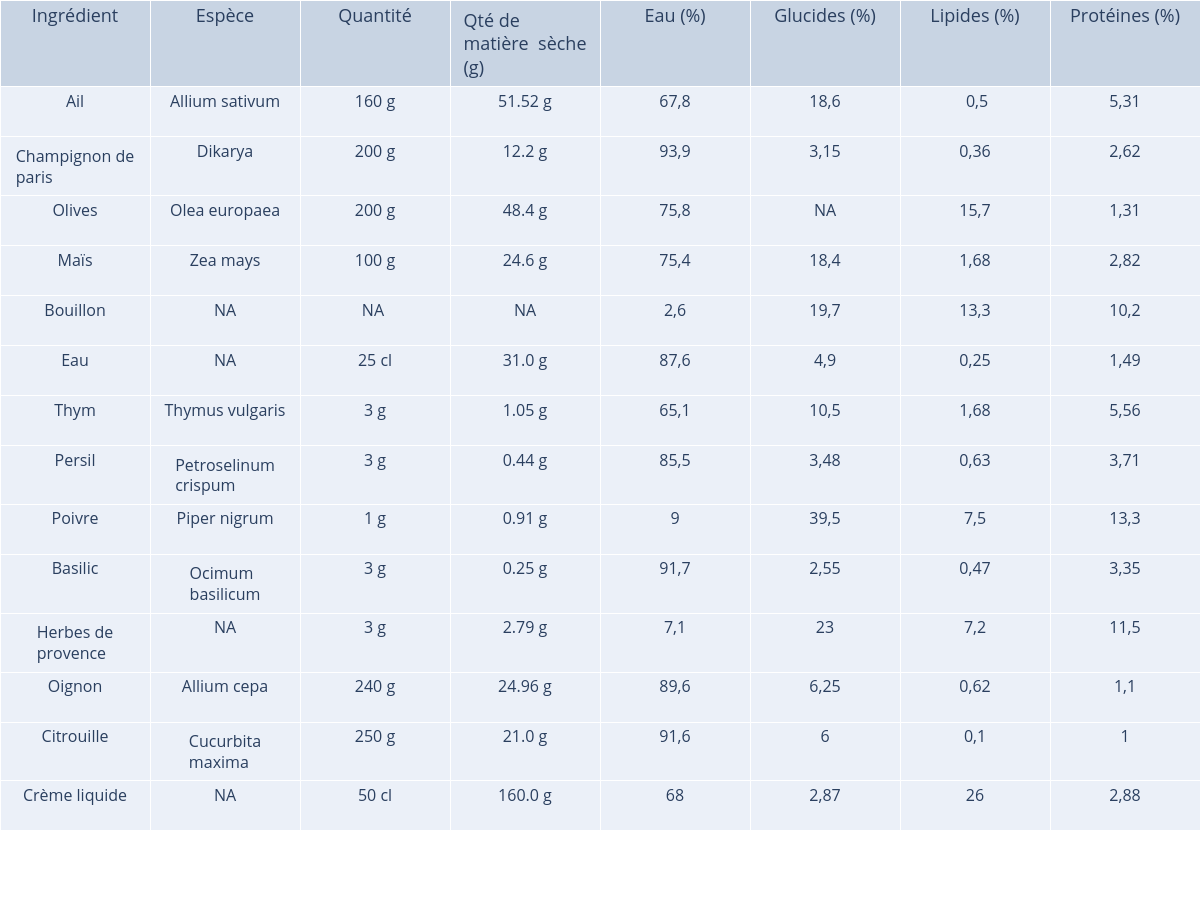 Ingrédient Espèce Quantité Qté de matière sèche (g) Eau (%) Glucides (%) Lipides (%) Protéines (%)
Ail Allium sativum 160 g 51.52 g 67,8 18,6 0,5 5,31
Champignon de paris Dikarya 200 g 12.2 g 93,9 3,15 0,36 2,62
Olives Olea europaea 200 g 48.4 g 75,8 NA 15,7 1,31
Maïs Zea mays 100 g 24.6 g 75,4 18,4 1,68 2,82
Bouillon NA NA NA 2,6 19,7 13,3 10,2
Eau NA 25 cl 31.0 g 87,6 4,9 0,25 1,49
Thym Thymus vulgaris 3 g 1.05 g 65,1 10,5 1,68 5,56
Persil Petroselinum crispum 3 g 0.44 g 85,5 3,48 0,63 3,71
Poivre Piper nigrum 1 g 0.91 g 9 39,5 7,5 13,3
Basilic Ocimum basilicum 3 g 0.25 g 91,7 2,55 0,47 3,35
Herbes de provence NA 3 g 2.79 g 7,1 23 7,2 11,5
Oignon Allium cepa 240 g 24.96 g 89,6 6,25 0,62 1,1
Citrouille Cucurbita maxima 250 g 21.0 g 91,6 6 0,1 1
Crème liquide NA 50 cl 160.0 g 68 2,87 26 2,88